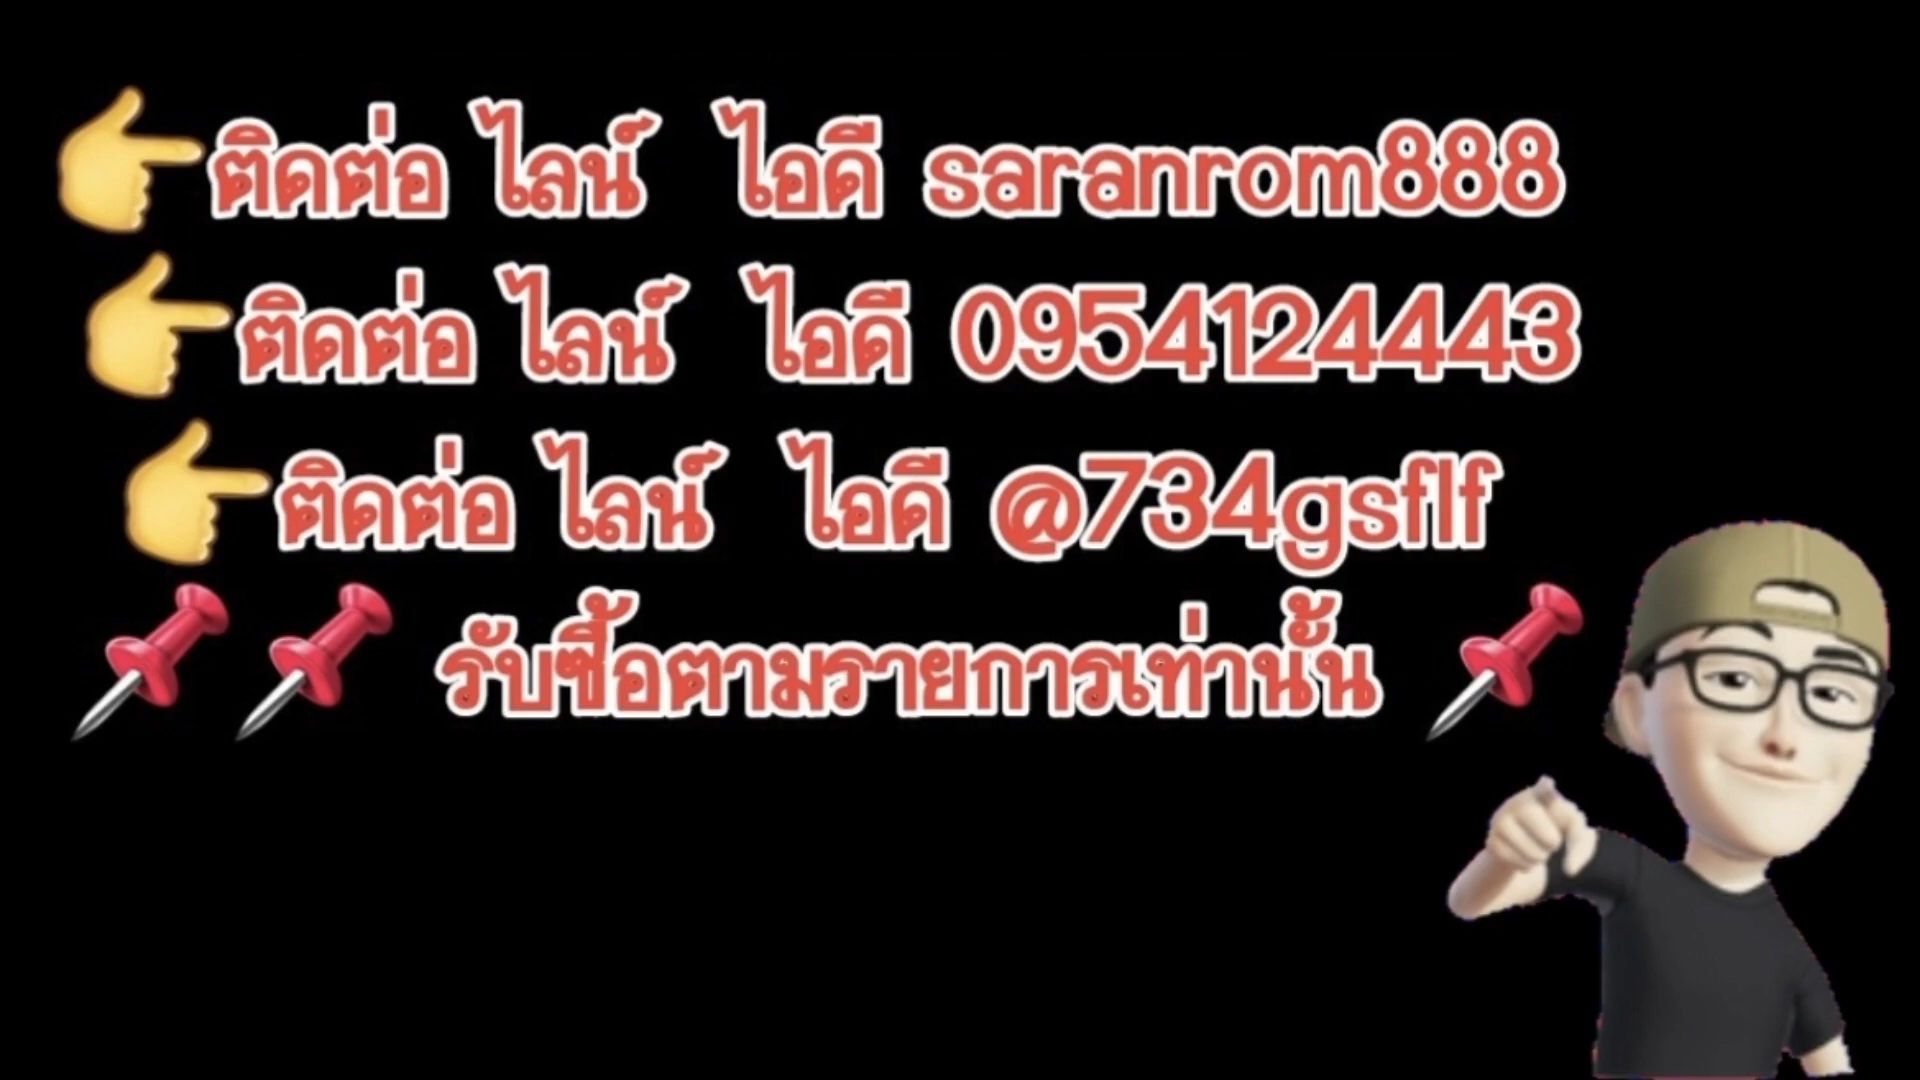 👉ติดต่อ ไลน์ ไอดี saranrom888
👉ติดต่อ ไลน์ ไอดี 0954124443
👉ติดต่อ ไลน์ ไอดี @734gsflf
📌📌 รับซื้อตามรายการเท่านั้น 📌